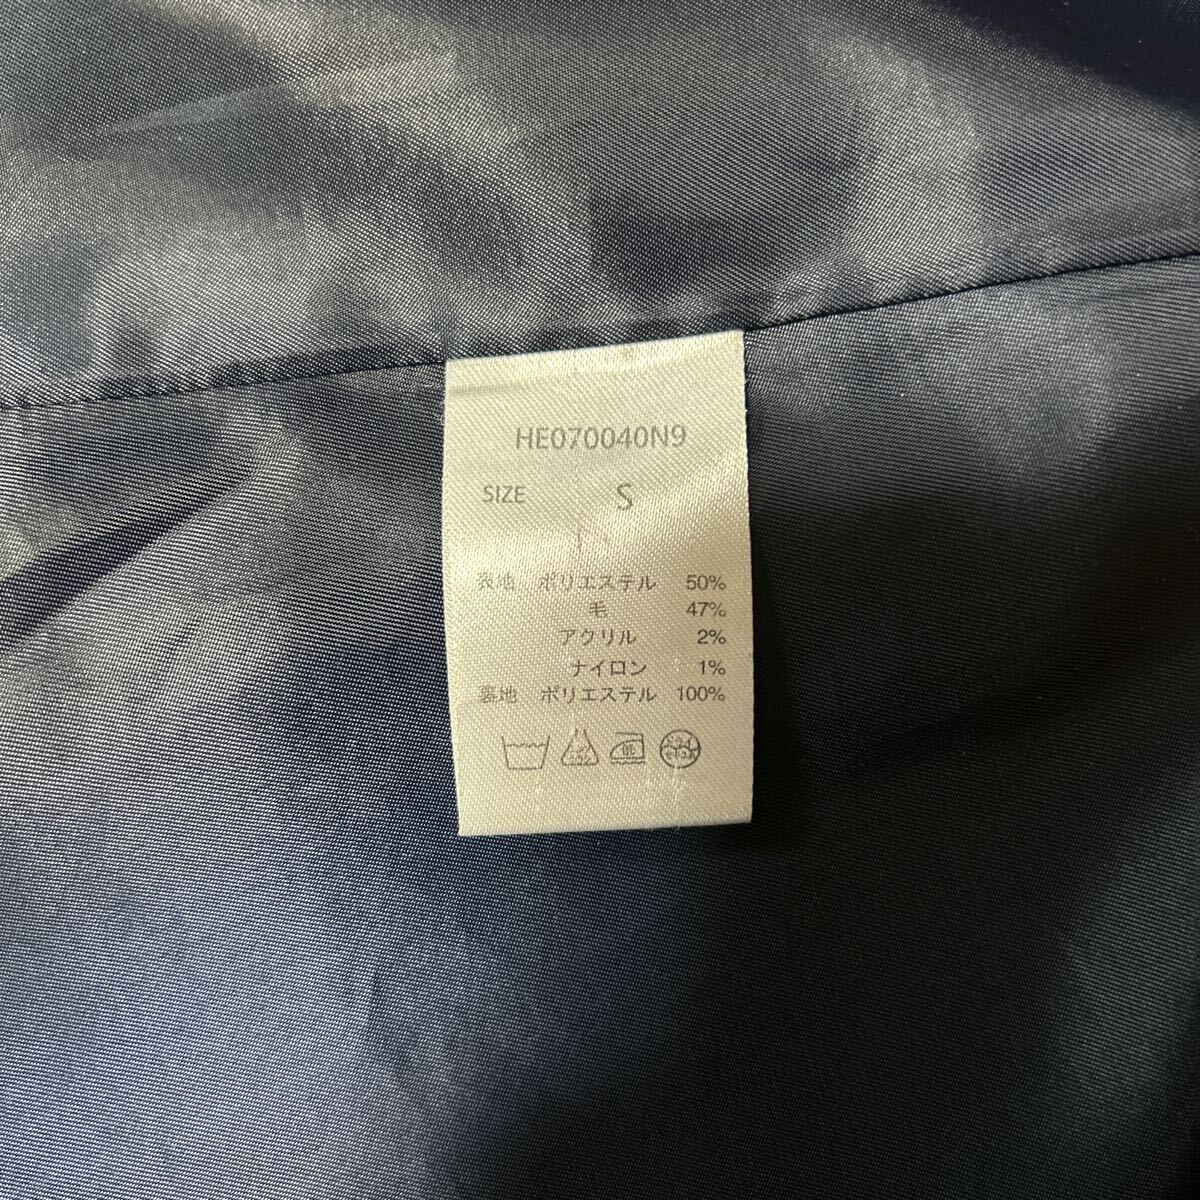 HE070040N9
SIZE S
表地 ポリエステル 50%
毛 47%
アクリル 2%
ナイロン 1%
裏地 ポリエステル 100%